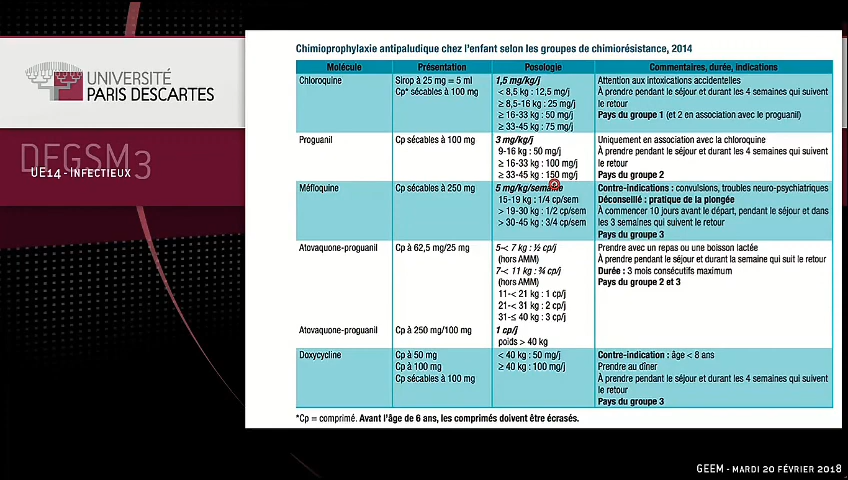 UNIVERSITÉ
PARIS DESCARTES
DFGSM3
UE14 - INFECTIEUX
Chimioprophylaxie antipaludique chez l'enfant selon les groupes de chimiorésistance, 2014
Molécule Présentation Posologie Commentaires, durée, indications
Chloroquine Sirop à 25 mg = 5 ml 1,5 mg/kg/j Attention aux intoxications accidentelles
Cp* sécables à 100 mg < 8,5 kg : 12,5 mg/j À prendre pendant le séjour et durant les 4 semaines qui suivent
≥ 8,5-16 kg : 25 mg/j le retour
≥ 16-33 kg : 50 mg/j Pays du groupe 1 (et 2 en association avec le proguanil)
≥ 33-45 kg : 75 mg/j
Proguanil Cp sécables à 100 mg 3 mg/kg/j Uniquement en association avec la chloroquine
9-16 kg : 50 mg/j À prendre pendant le séjour et durant les 4 semaines qui suivent
≥ 16-33 kg : 100 mg/j le retour
≥ 33-45 kg : 150 mg/j Pays du groupe 2
Méfloquine Cp sécables à 250 mg 5 mg/kg/semaine Contre-indications : convulsions, troubles neuro-psychiatriques
15-19 kg : 1/4 cp/sem Déconseillé : pratique de la plongée
> 19-30 kg : 1/2 cp/sem À commencer 10 jours avant le départ, pendant le séjour et dans
> 30-45 kg : 3/4 cp/sem les 3 semaines qui suivent le retour
Pays du groupe 3
Atovaquone-proguanil Cp à 62,5 mg/25 mg 5-< 7 kg : ½ cp/j Prendre avec un repas ou une boisson lactée
(hors AMM) À prendre pendant le séjour et durant la semaine qui suit le retour
7-< 11 kg : ¾ cp/j Durée : 3 mois consécutifs maximum
(hors AMM) Pays du groupe 2 et 3
11-< 21 kg : 1 cp/j
21-< 31 kg : 2 cp/j
31-≤ 40 kg : 3 cp/j
Atovaquone-proguanil Cp à 250 mg/100 mg 1 cp/j
poids > 40 kg
Doxycycline Cp à 50 mg < 40 kg : 50 mg/j Contre-indication : âge < 8 ans
Cp à 100 mg ≥ 40 kg : 100 mg/j Prendre au dîner
Cp sécables à 100 mg À prendre pendant le séjour et durant les 4 semaines qui suivent
le retour
Pays du groupe 3
*Cp = comprimé. Avant l'âge de 6 ans, les comprimés doivent être écrasés.
GEEM - MARDI 20 FÉVRIER 2018